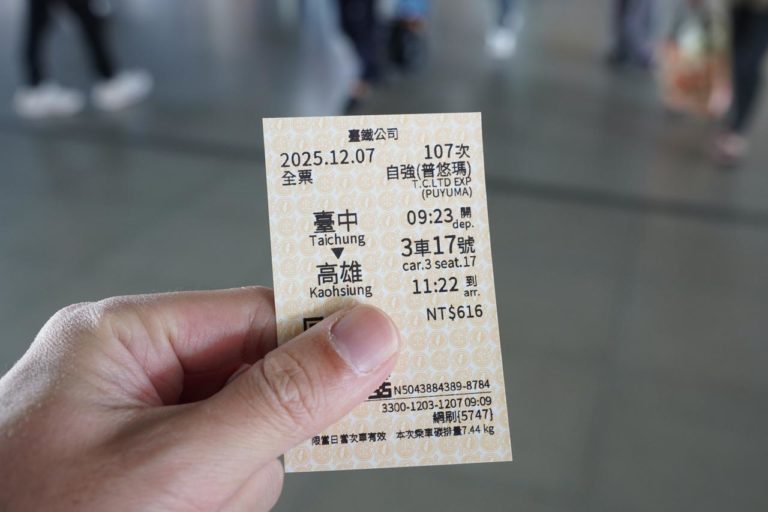 臺鐵公司
2025.12.07 107次
全票 自強(普悠瑪)
T.C.LTD EXP
(PUYUMA)
臺中 09:23 開
Taichung dep.
▼ 3車17號
car.3 seat.17
高雄 11:22 到
Kaohsiung arr.
NT$616
N5043884389-8784
3300-1203-1207 09:09
網刷{5747}
限當日當次車有效 本次乘車碳排量7.44 kg